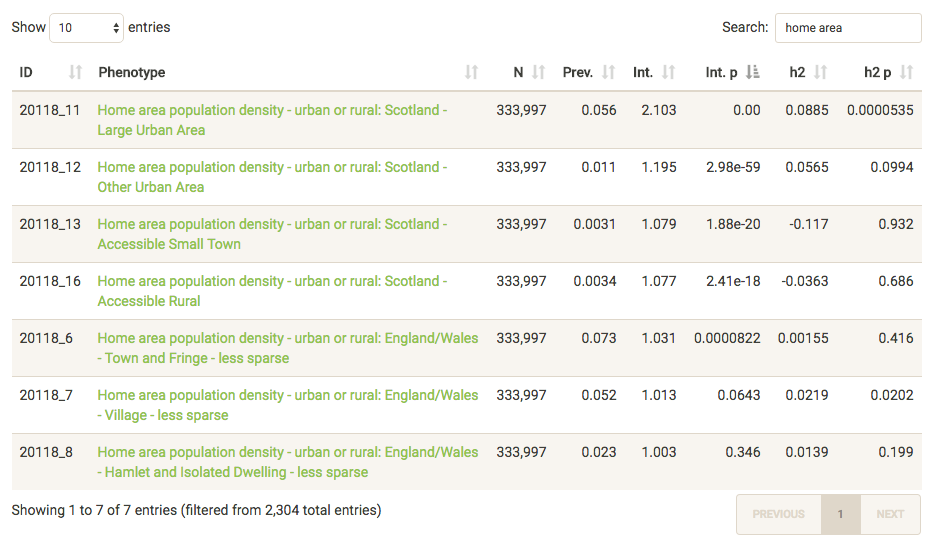 Show 10 entries Search: home area
ID Phenotype N Prev. Int. Int. p h2 h2 p
20118_11 Home area population density - urban or rural: Scotland - 333,997 0.056 2.103 0.00 0.0885 0.0000535
Large Urban Area
20118_12 Home area population density - urban or rural: Scotland - 333,997 0.011 1.195 2.98e-59 0.0565 0.0994
Other Urban Area
20118_13 Home area population density - urban or rural: Scotland - 333,997 0.0031 1.079 1.88e-20 -0.117 0.932
Accessible Small Town
20118_16 Home area population density - urban or rural: Scotland - 333,997 0.0034 1.077 2.41e-18 -0.0363 0.686
Accessible Rural
20118_6 Home area population density - urban or rural: England/Wales 333,997 0.073 1.031 0.0000822 0.00155 0.416
- Town and Fringe - less sparse
20118_7 Home area population density - urban or rural: England/Wales 333,997 0.052 1.013 0.0643 0.0219 0.0202
- Village - less sparse
20118_8 Home area population density - urban or rural: England/Wales 333,997 0.023 1.003 0.346 0.0139 0.199
- Hamlet and Isolated Dwelling - less sparse
Showing 1 to 7 of 7 entries (filtered from 2,304 total entries) PREVIOUS 1 NEXT